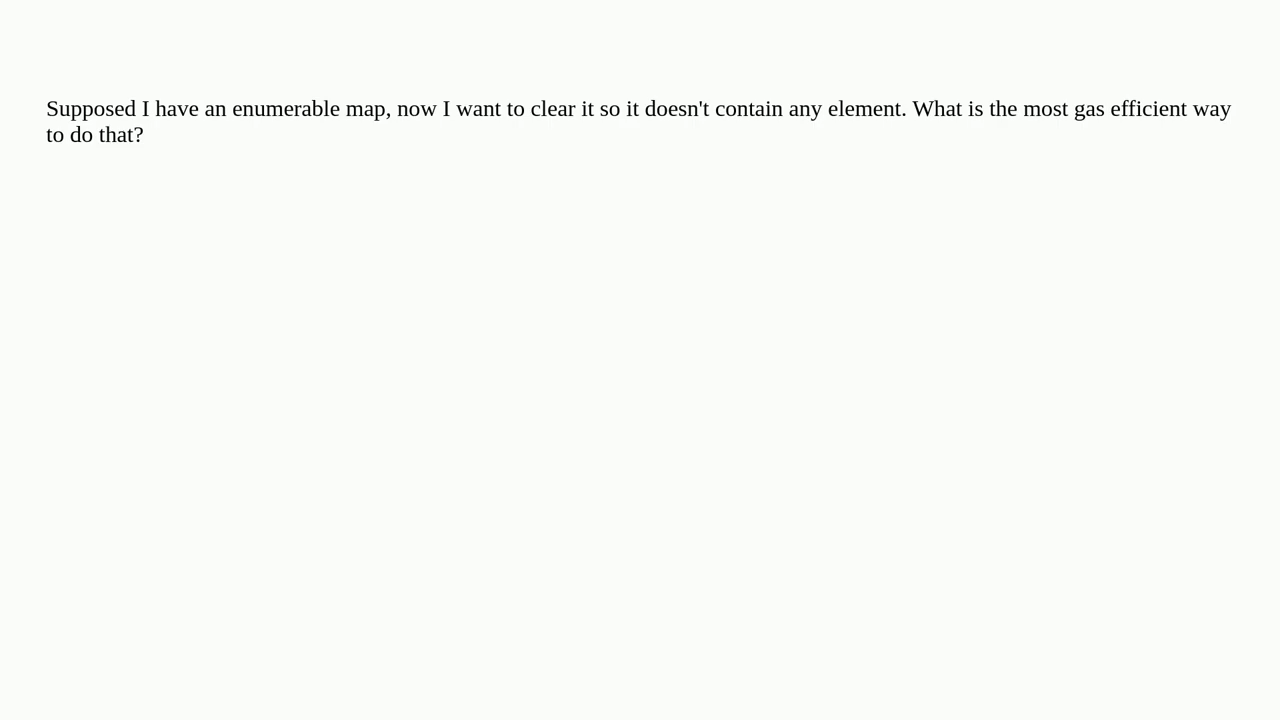 Supposed I have an enumerable map, now I want to clear it so it doesn't contain any element. What is the most gas efficient way
to do that?